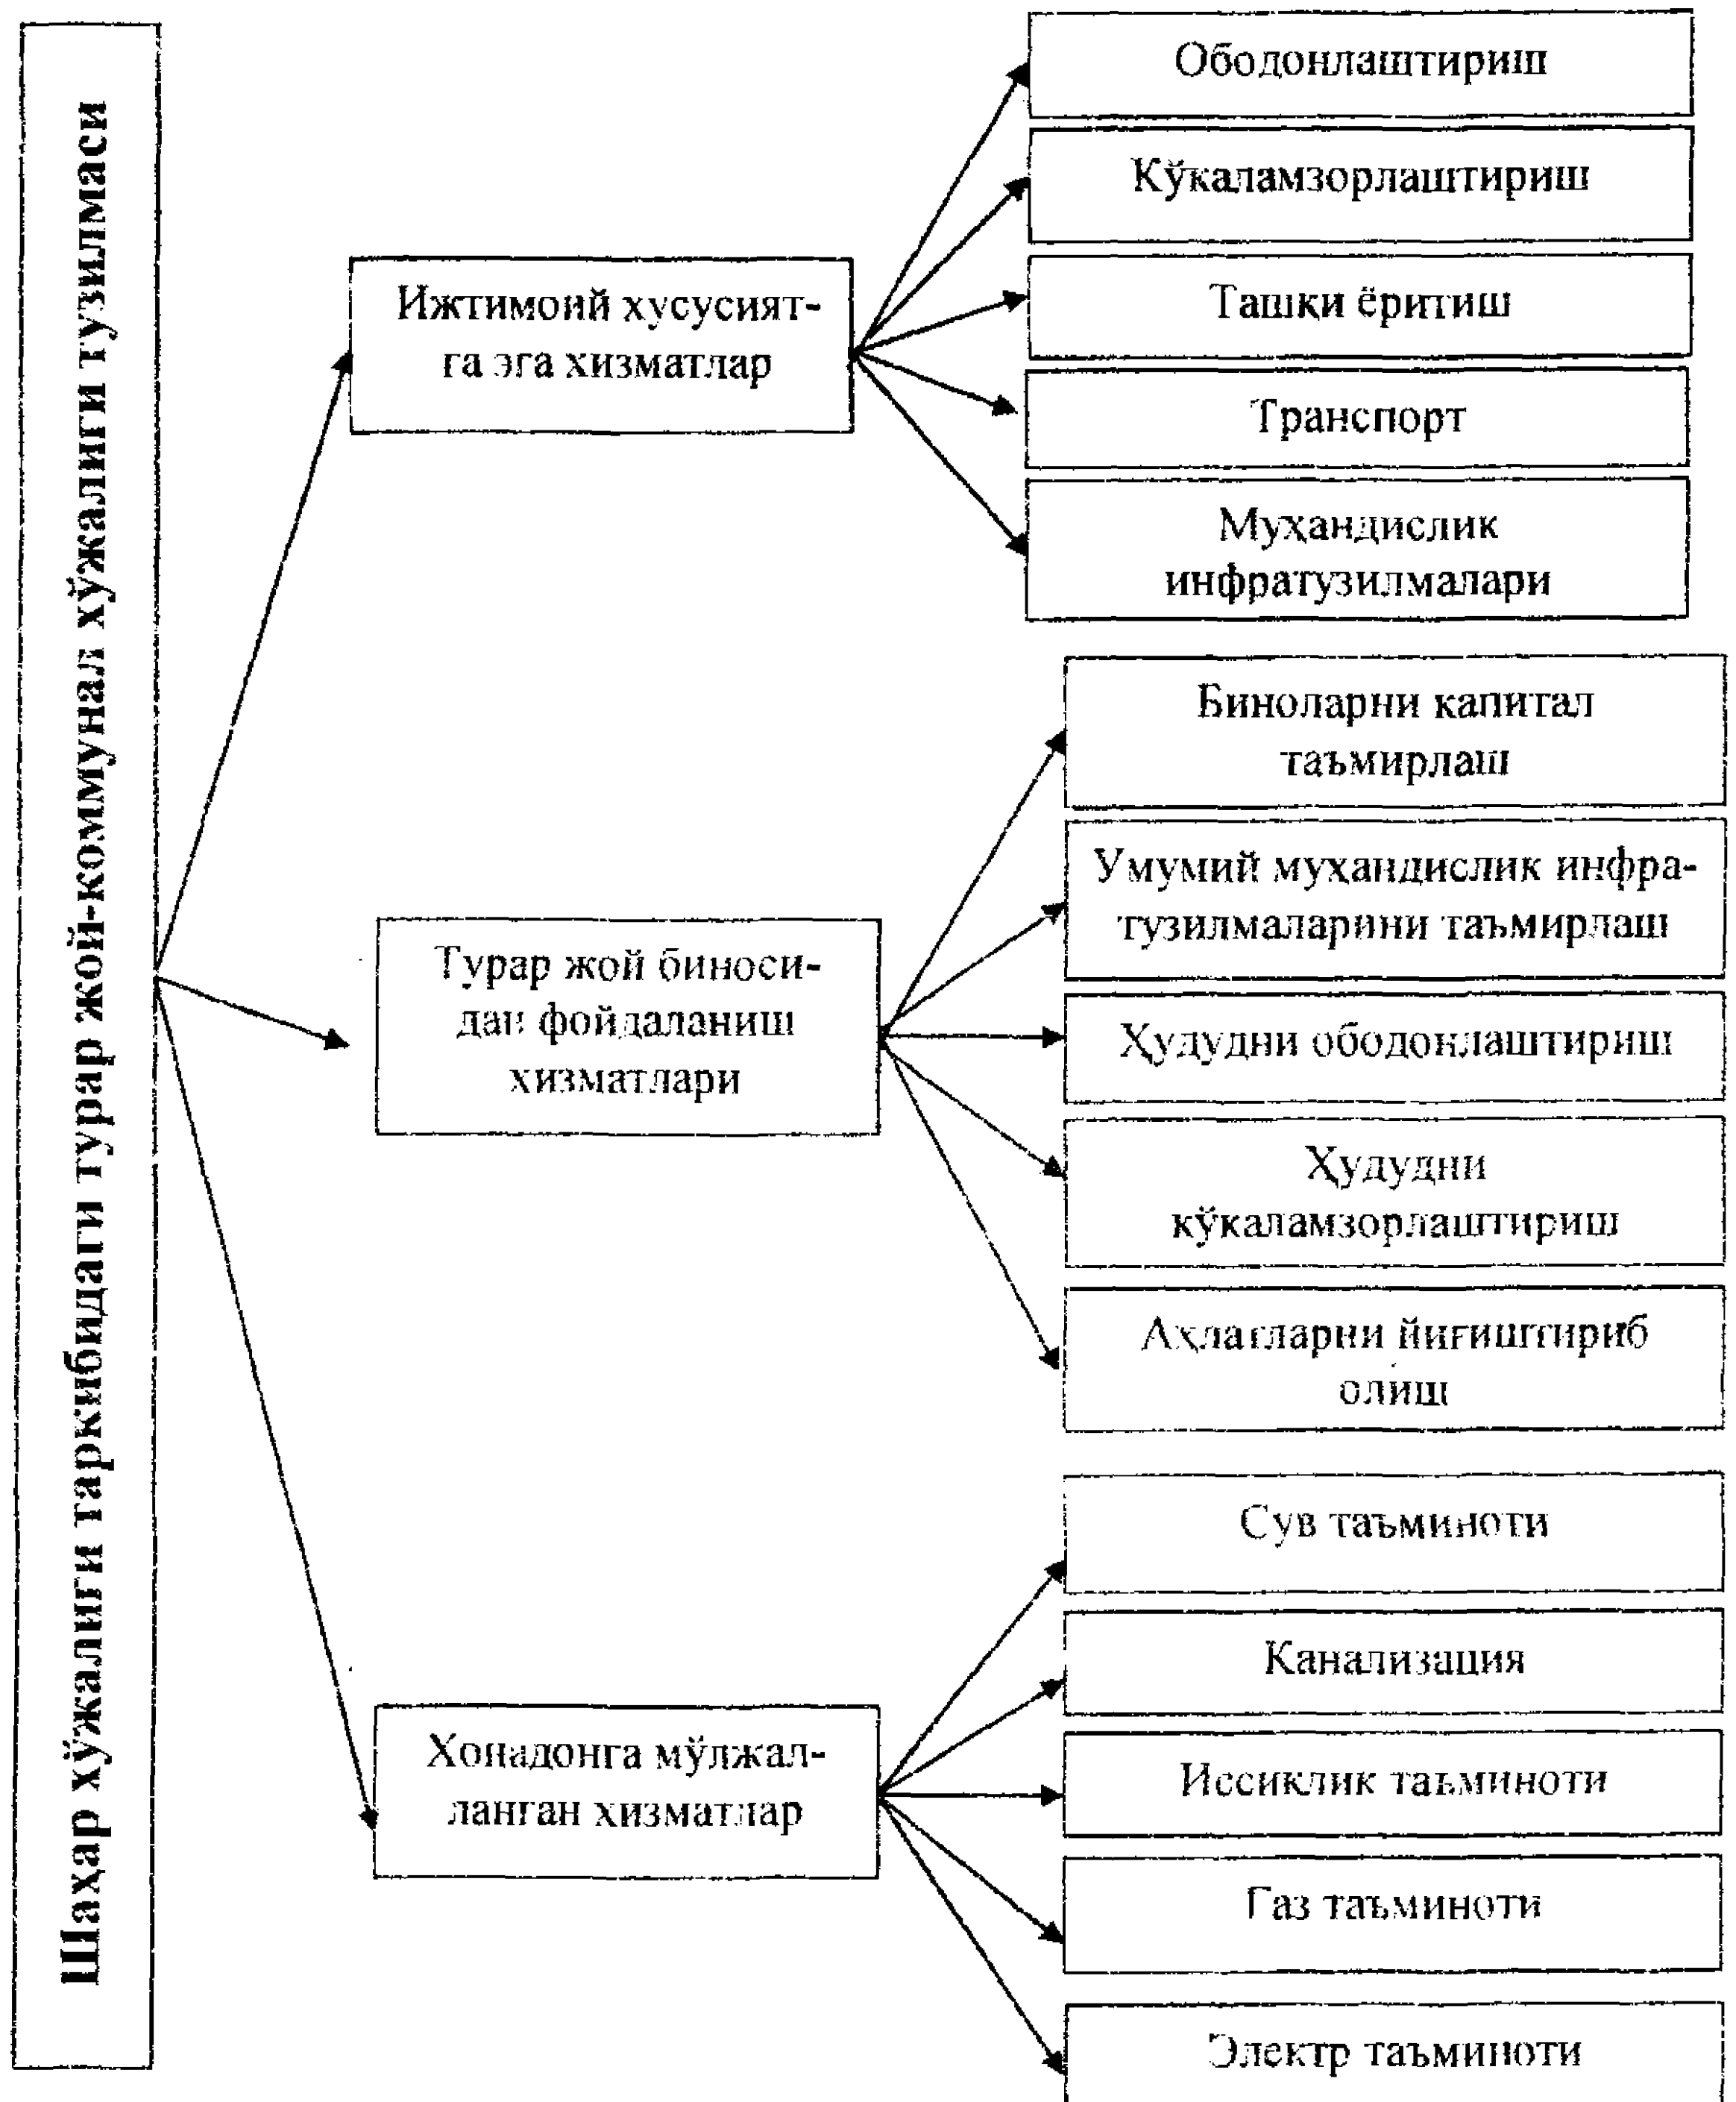 Шаҳар хўжалиги таркибидаги турар жой-коммунал хўжалиги тузилмаси
Ижтимоий хусусият-
га эга хизматлар
Ободонлаштириш
Кўкаламзорлаштириш
Ташқи ёритиш
Транспорт
Муҳандислик
инфратузилмалари
Турар жой биноси-
дан фойдаланиш
хизматлари
Биноларни капитал
таъмирлаш
Умумий муҳандислик инфра-
тузилмаларини таъмирлаш
Ҳудудни ободонлаштириш
Ҳудудни
кўкаламзорлаштириш
Аҳлатларни йиғиштириб
олиш
Хонадонга мўлжал-
ланган хизматлар
Сув таъминоти
Канализация
Иссиклик таъминоти
Газ таъминоти
Электр таъминоти